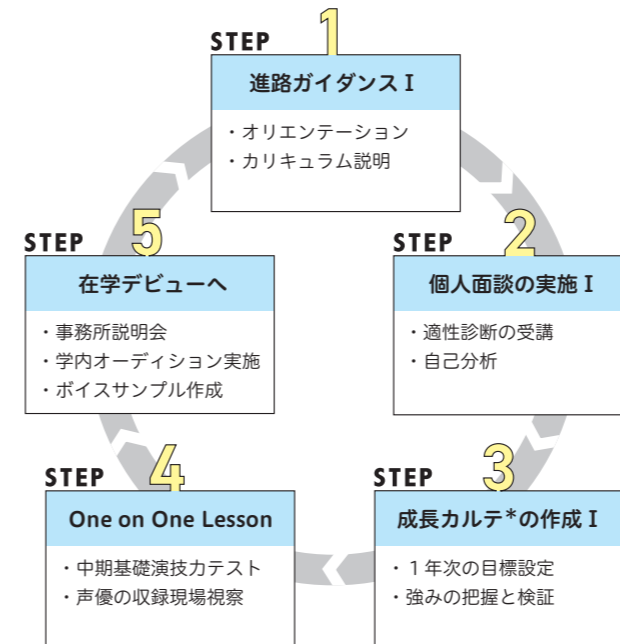 STEP 1
進路ガイダンス I
・オリエンテーション
・カリキュラム説明
STEP 2
個人面談の実施 I
・適性診断の受講
・自己分析
STEP 3
成長カルテ*の作成 I
・１年次の目標設定
・強みの把握と検証
STEP 4
One on One Lesson
・中期基礎演技力テスト
・声優の収録現場視察
STEP 5
在学デビューへ
・事務所説明会
・学内オーディション実施
・ボイスサンプル作成